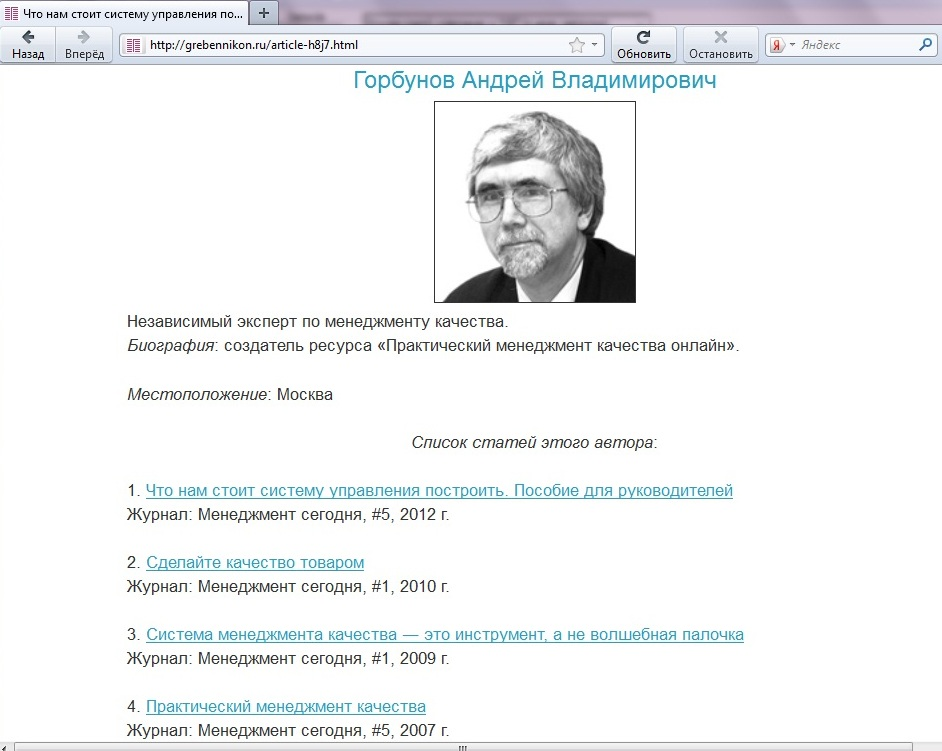 Что нам стоит систему управления по...
Назад
Вперёд
http://grebennikon.ru/article-h8j7.html
Обновить
Остановить
Я
Яндекс
Горбунов Андрей Владимирович
Независимый эксперт по менеджменту качества.
Биография: создатель ресурса «Практический менеджмент качества онлайн».
Местоположение: Москва
Список статей этого автора:
1. Что нам стоит систему управления построить. Пособие для руководителей
Журнал: Менеджмент сегодня, #5, 2012 г.
2. Сделайте качество товаром
Журнал: Менеджмент сегодня, #1, 2010 г.
3. Система менеджмента качества — это инструмент, а не волшебная палочка
Журнал: Менеджмент сегодня, #1, 2009 г.
4. Практический менеджмент качества
Журнал: Менеджмент сегодня, #5, 2007 г.